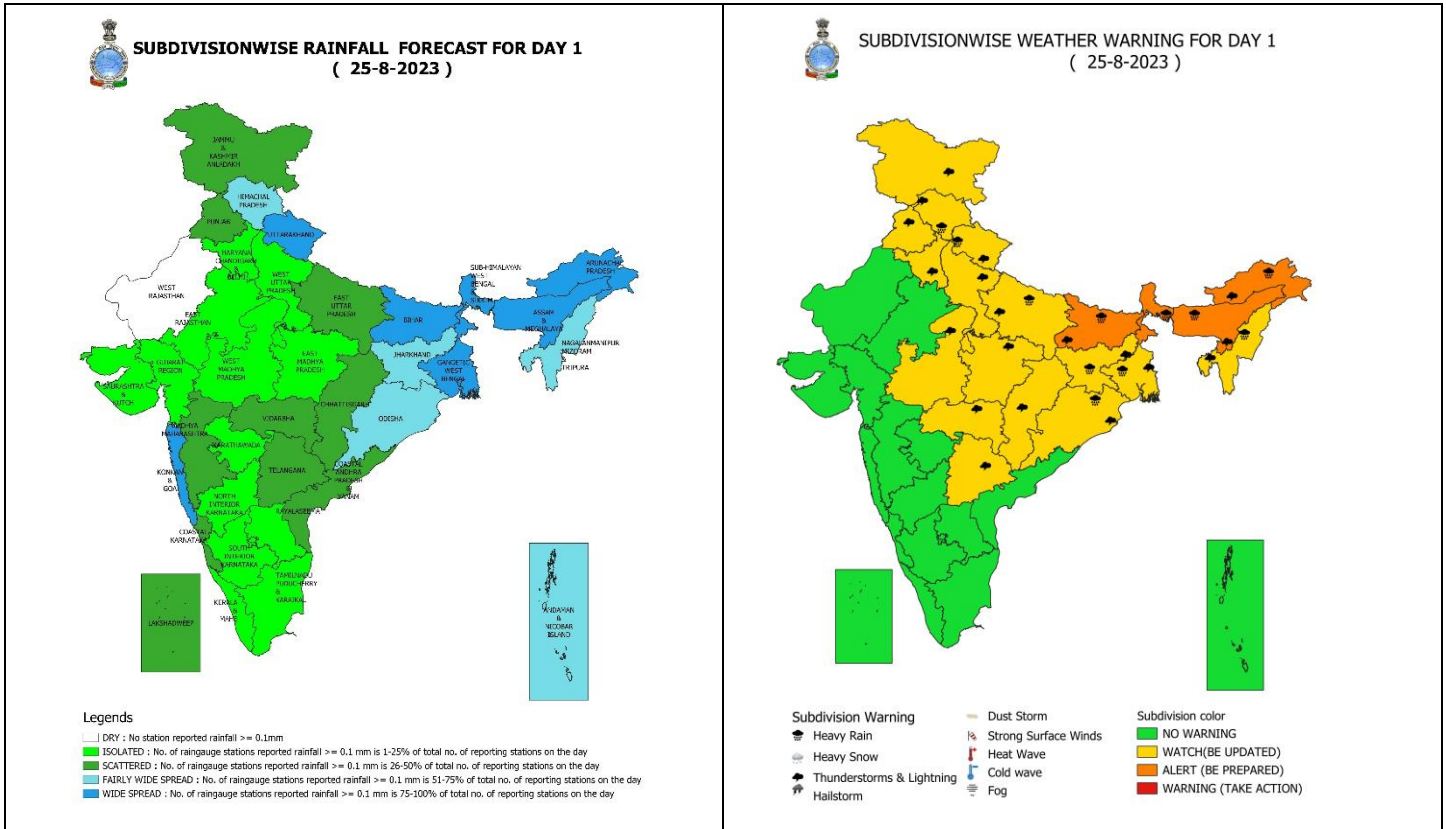 SUBDIVISIONWISE RAINFALL FORECAST FOR DAY 1
( 25-8-2023 )
JAMMU
&
KASHMIR
ANLADAKH
HIMACHAL
PRADESH
PUNJAB
UTTARAKHAND
HARYANA
CHANDIGARH
&
DELHI
WEST
UTTAR
PRADESH
WEST
RAJASTHAN
EAST
RAJASTHAN
EAST
UTTAR
PRADESH
SUB-HIMALAYAN
WEST
BENGAL
&
ARUNACHAL
PRADESH
BIHAR
ASSAM
&
MEGHALAYA
NAGALANMANIPUR
MIZORAM
&
TRIPURA
JHARKHAND
GANGETIC
WEST
BENGAL
GUJARAT
REGION
WEST
MADHYA
PRADESH
EAST
MADHYA
PRADESH
SAURASHTRA
&
KUTCH
CHHATTISGARH
ODISHA
VIDARBHA
MADHYA
MAHARASHTRA
MARATHAWADA
KONKAN
&
GOA
TELANGANA
COASTAL
ANDHRA
PRADESH
&
YANAM
NORTH
INTERIOR
KARNATAKA
RAYALASEEMA
COASTAL
KARNATAKA
SOUTH
INTERIOR
KARNATAKA
TAMILNADU
PUDUCHERRY
&
KARAIKAL
KERALA
&
MAHE
LAKSHADWEEP
ANDAMAN
&
NICOBAR
ISLAND
Legends
DRY : No station reported rainfall >= 0.1mm
ISOLATED : No. of raingauge stations reported rainfall >= 0.1 mm is 1-25% of total no. of reporting stations on the day
SCATTERED : No. of raingauge stations reported rainfall >= 0.1 mm is 26-50% of total no. of reporting stations on the day
FAIRLY WIDE SPREAD : No. of raingauge stations reported rainfall >= 0.1 mm is 51-75% of total no. of reporting stations on the day
WIDE SPREAD : No. of raingauge stations reported rainfall >= 0.1 mm is 75-100% of total no. of reporting stations on the day
SUBDIVISIONWISE WEATHER WARNING FOR DAY 1
( 25-8-2023 )
Subdivision Warning
Heavy Rain
Heavy Snow
Thunderstorms & Lightning
Hailstorm
Dust Storm
Strong Surface Winds
Heat Wave
Cold wave
Fog
Subdivision color
NO WARNING
WATCH(BE UPDATED)
ALERT (BE PREPARED)
WARNING (TAKE ACTION)